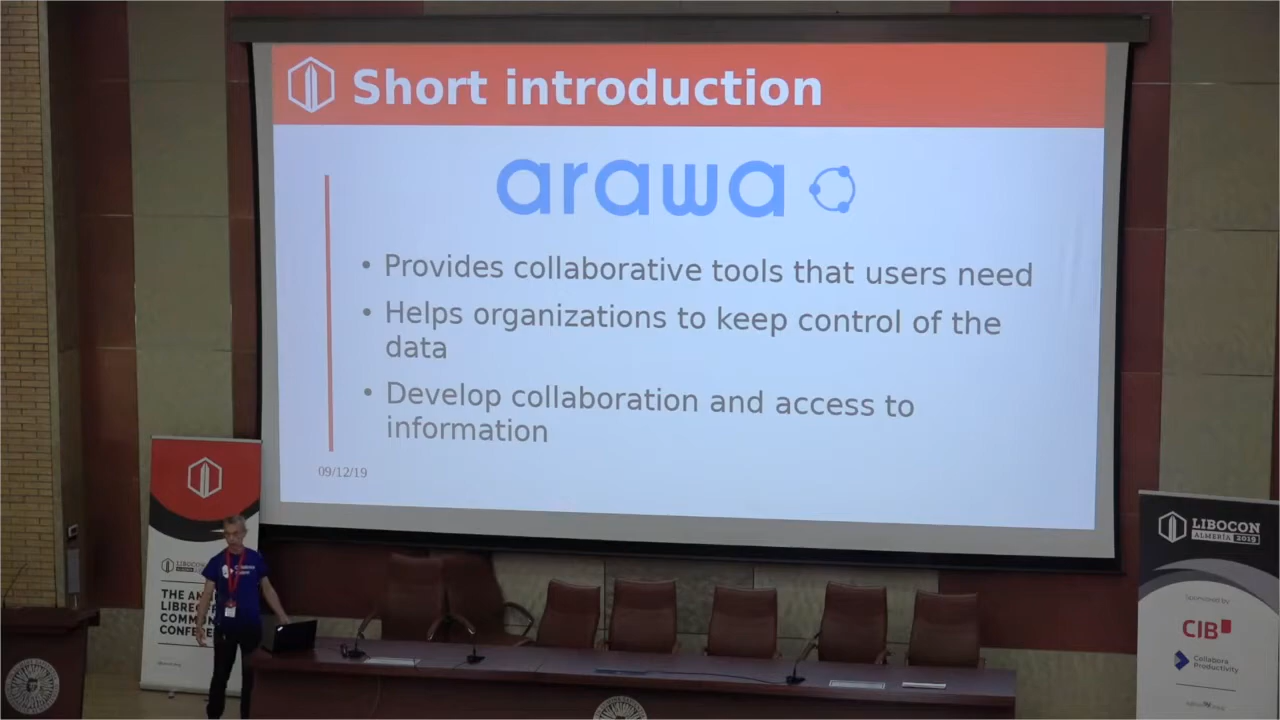 Short introduction
arawa
• Provides collaborative tools that users need
• Helps organizations to keep control of the
data
• Develop collaboration and access to
information
09/12/19
LIBOCON
THE AN
LIBRE
COMM
CONFE
LIBOCON
ALMERÍA 2019
Sponsored by
CIB
Collabora
Productivity